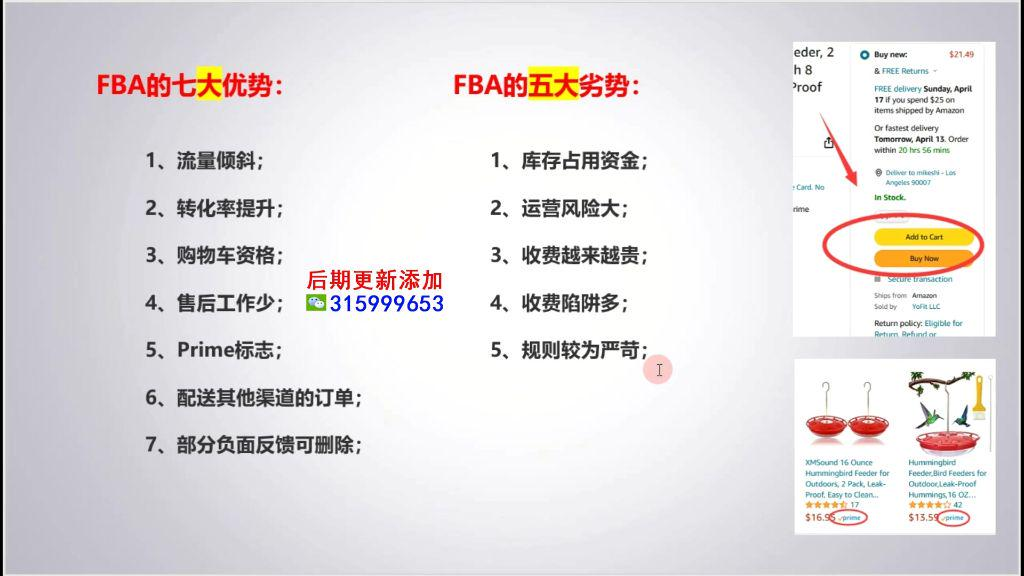 FBA的七大优势：
1、流量倾斜；
2、转化率提升；
3、购物车资格；
4、售后工作少；
5、Prime标志；
6、配送其他渠道的订单；
7、部分负面反馈可删除；
后期更新添加
315999653
FBA的五大劣势：
1、库存占用资金；
2、运营风险大；
3、收费越来越贵；
4、收费陷阱多；
5、规则较为严苛；
eder, 2
h 8
Proof
e Card. No
rime
Buy new: $21.49
& FREE Returns
FREE delivery Sunday, April
17 if you spend $25 on
items shipped by Amazon
Or fastest delivery
Tomorrow, April 13. Order
within 20 hrs 56 mins
Deliver to mikeshi - Los
Angeles 90007
In Stock.
Add to Cart
Buy Now
Secure transaction
Ships from Amazon
Sold by YoFit LLC
Return policy: Eligible for
Return, Refund or
XMSound 16 Ounce
Hummingbird Feeder for
Outdoors, 2 Pack, Leak-
Proof, Easy to Clean...
17
$16.95 prime
Hummingbird
Feeder,Bird Feeders for
Outdoor,Leak-Proof
Hummings,16 OZ...
42
$13.59 prime